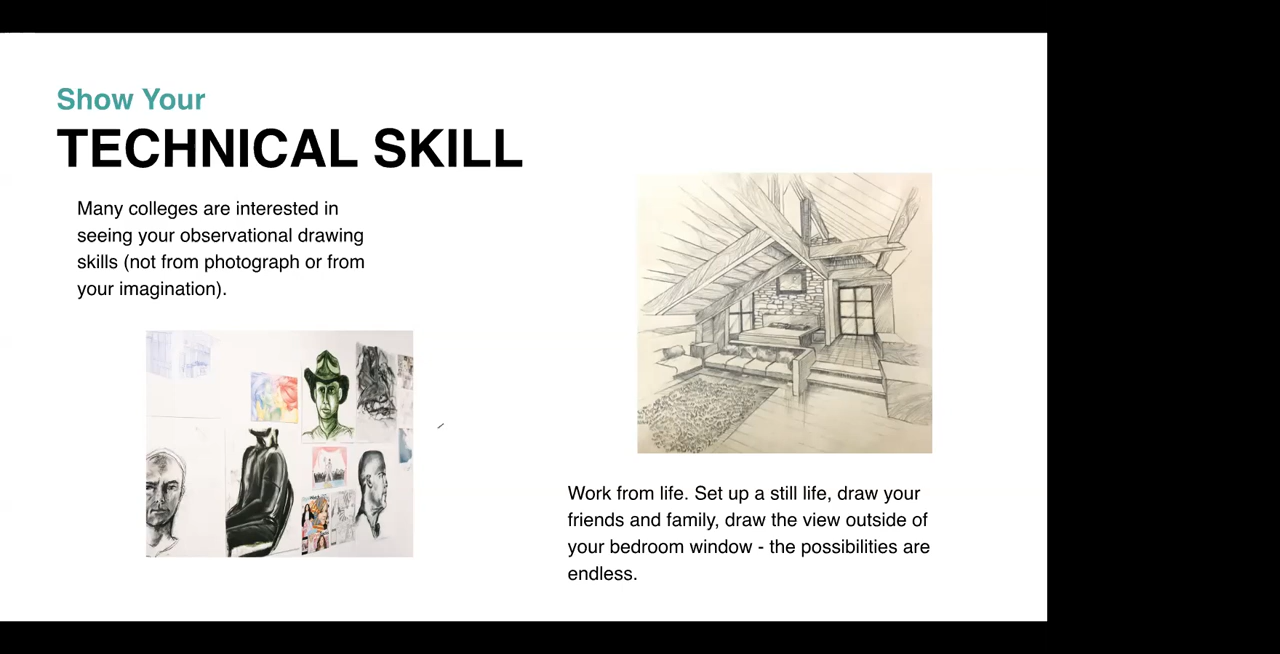 Show Your
TECHNICAL SKILL
Many colleges are interested in
seeing your observational drawing
skills (not from photograph or from
your imagination).
Work from life. Set up a still life, draw your
friends and family, draw the view outside of
your bedroom window - the possibilities are
endless.